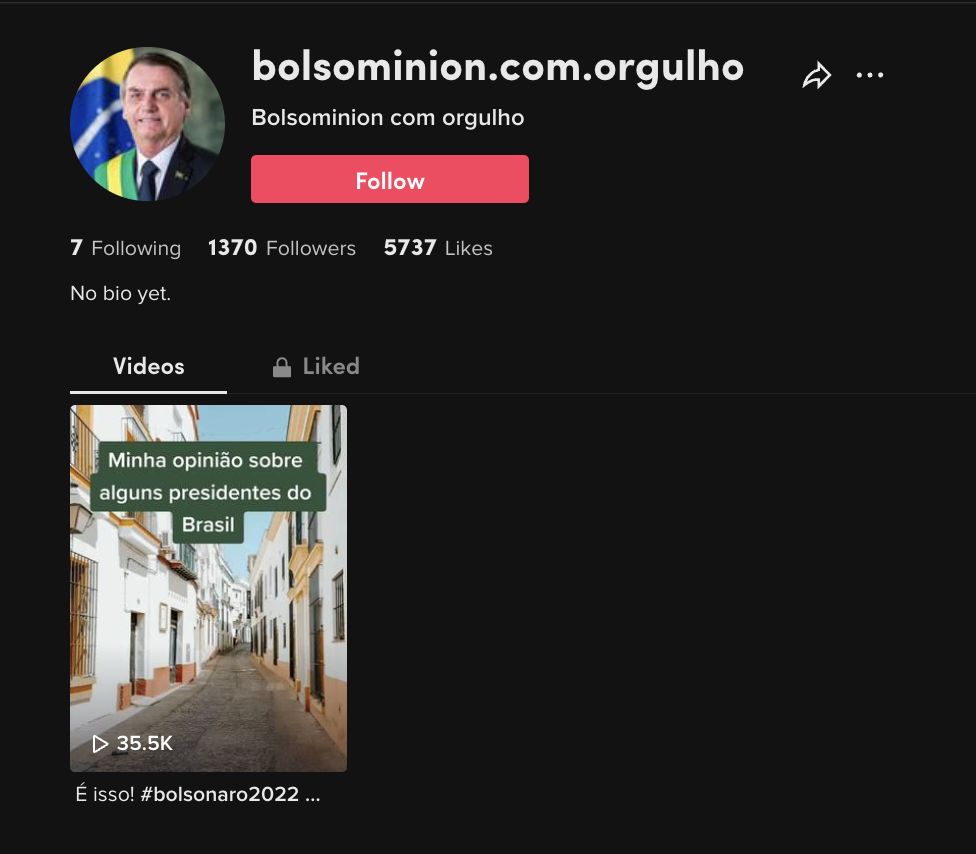 bolsominion.com.orgulho
Bolsominion com orgulho
Follow
7 Following 1370 Followers 5737 Likes
No bio yet.
Videos Liked
Minha opinião sobre
alguns presidentes do
Brasil
35.5K
É isso! #bolsonaro2022 ...